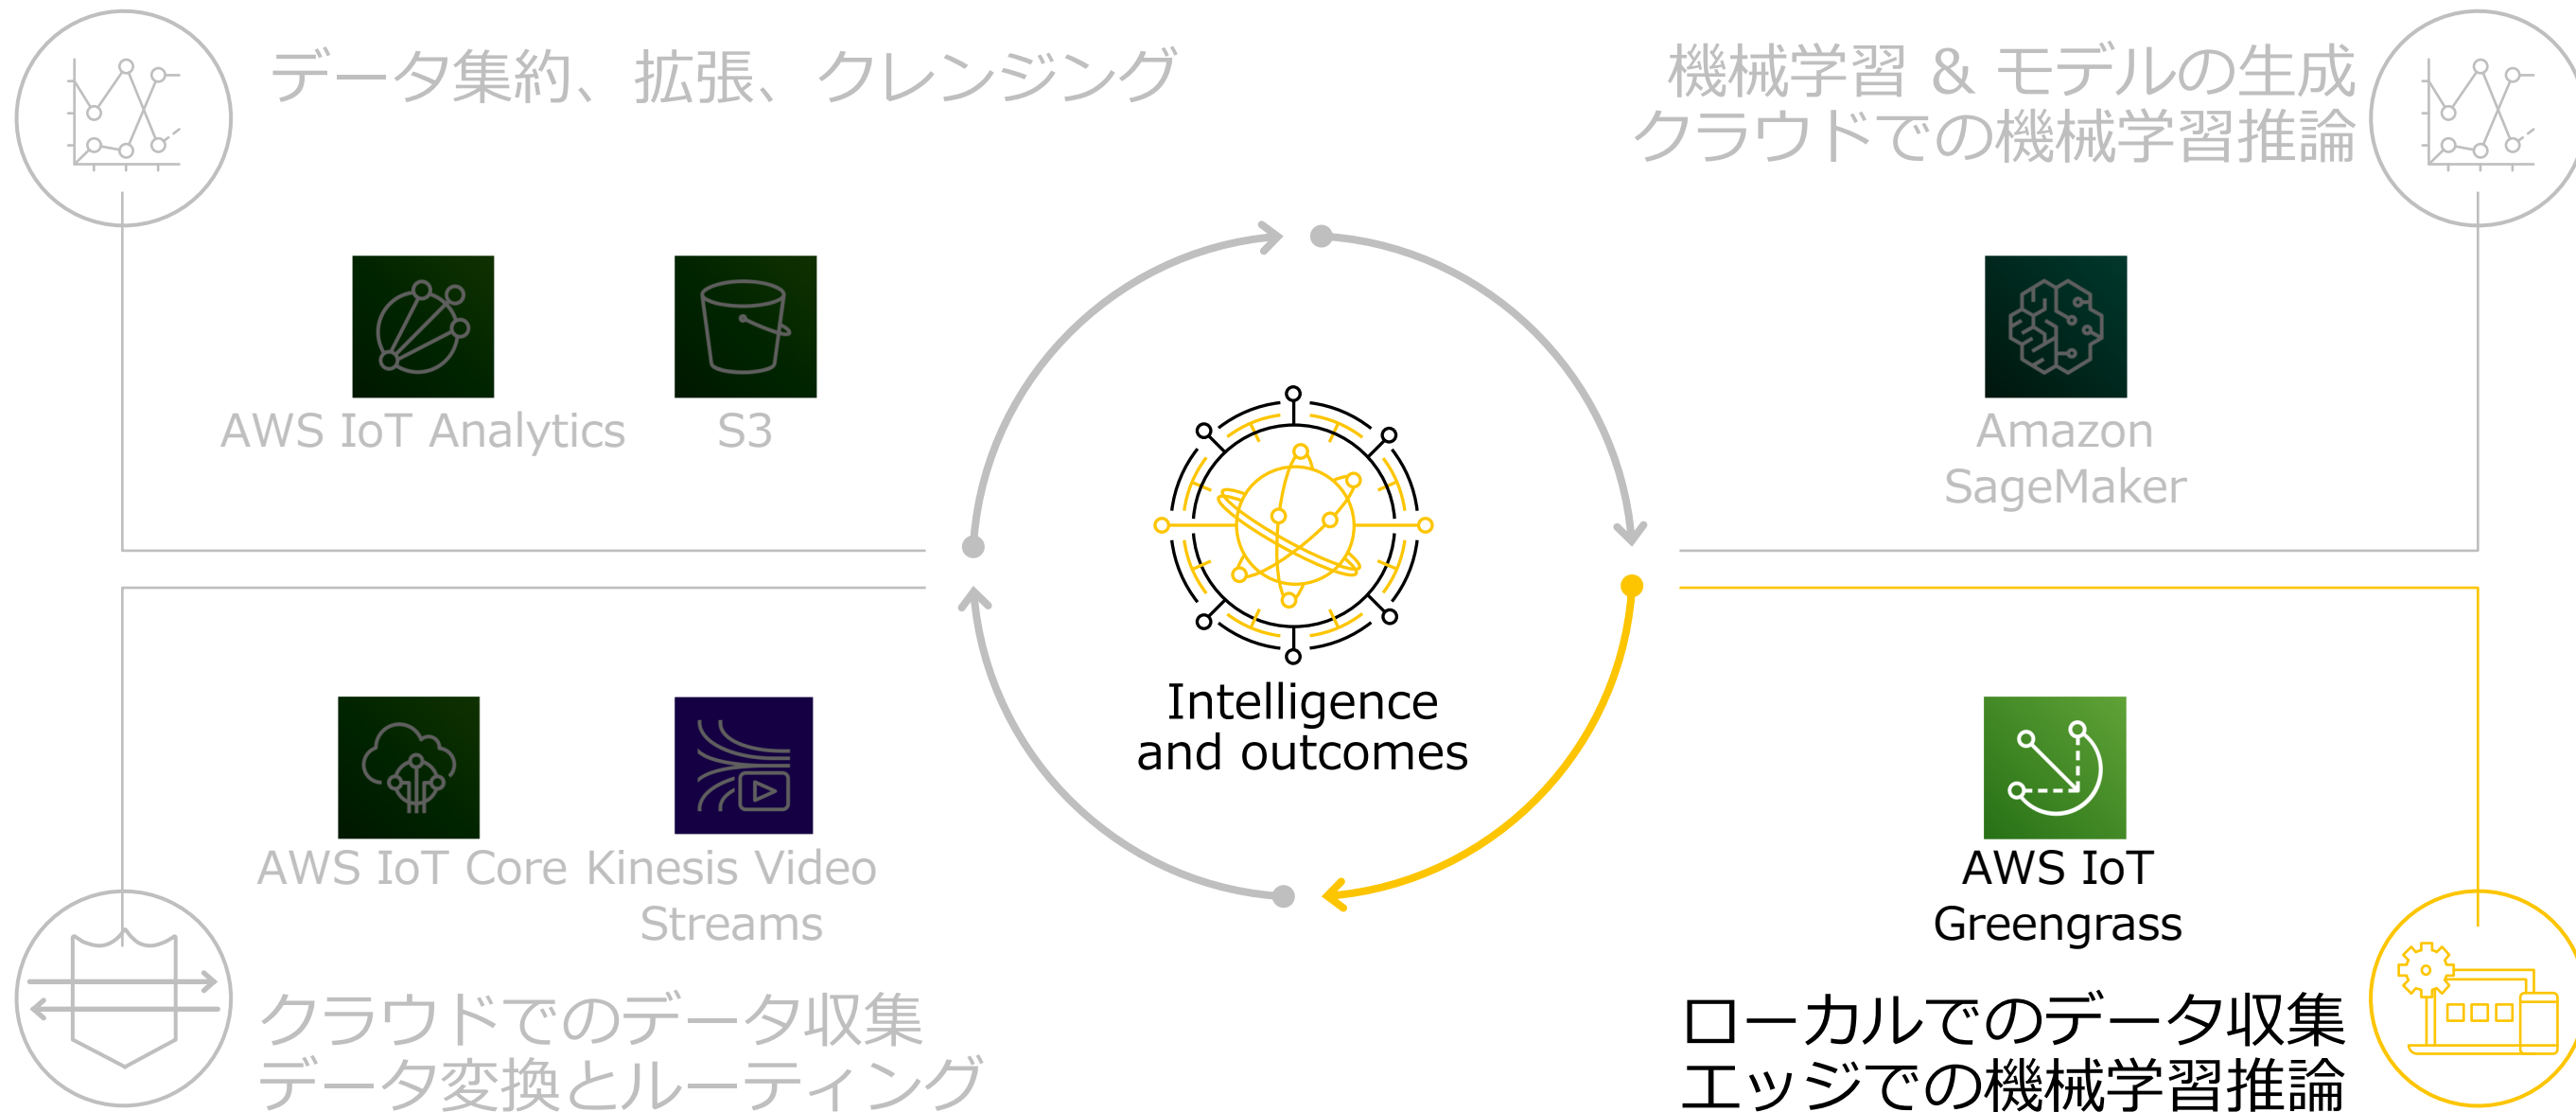 データ集約、拡張、クレンジング
機械学習 & モデルの生成
クラウドでの機械学習推論
AWS IoT Analytics
S3
Amazon
SageMaker
Intelligence
and outcomes
AWS IoT Core
Kinesis Video
Streams
AWS IoT
Greengrass
クラウドでのデータ収集
データ変換とルーティング
ローカルでのデータ収集
エッジでの機械学習推論